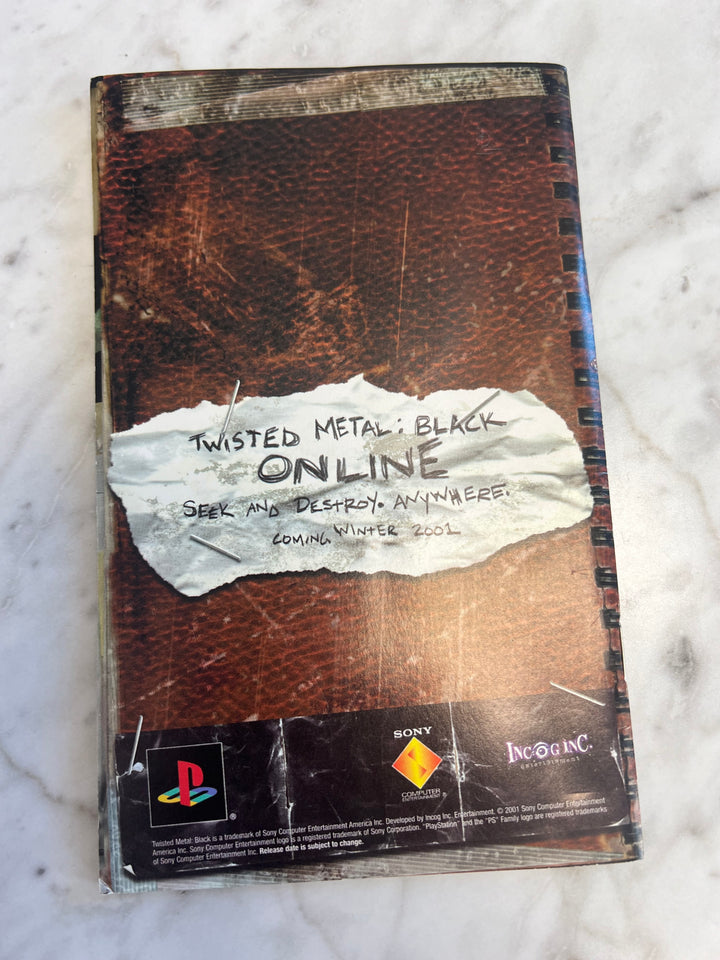 TWISTED METAL: BLACK
ONLINE
SEEK AND DESTROY. ANYWHERE.
COMING WINTER 2001
SONY
COMPUTER
ENTERTAINMENT®
INCOG INC.
entertainment
®
Twisted Metal: Black is a trademark of Sony Computer Entertainment America Inc. Developed by Incog Inc. Entertainment. © 2001 Sony Computer Entertainment
America Inc. Sony Computer Entertainment logo is a registered trademark of Sony Corporation. "PlayStation" and the "PS" Family logo are registered trademarks
of Sony Computer Entertainment Inc. Release date is subject to change.